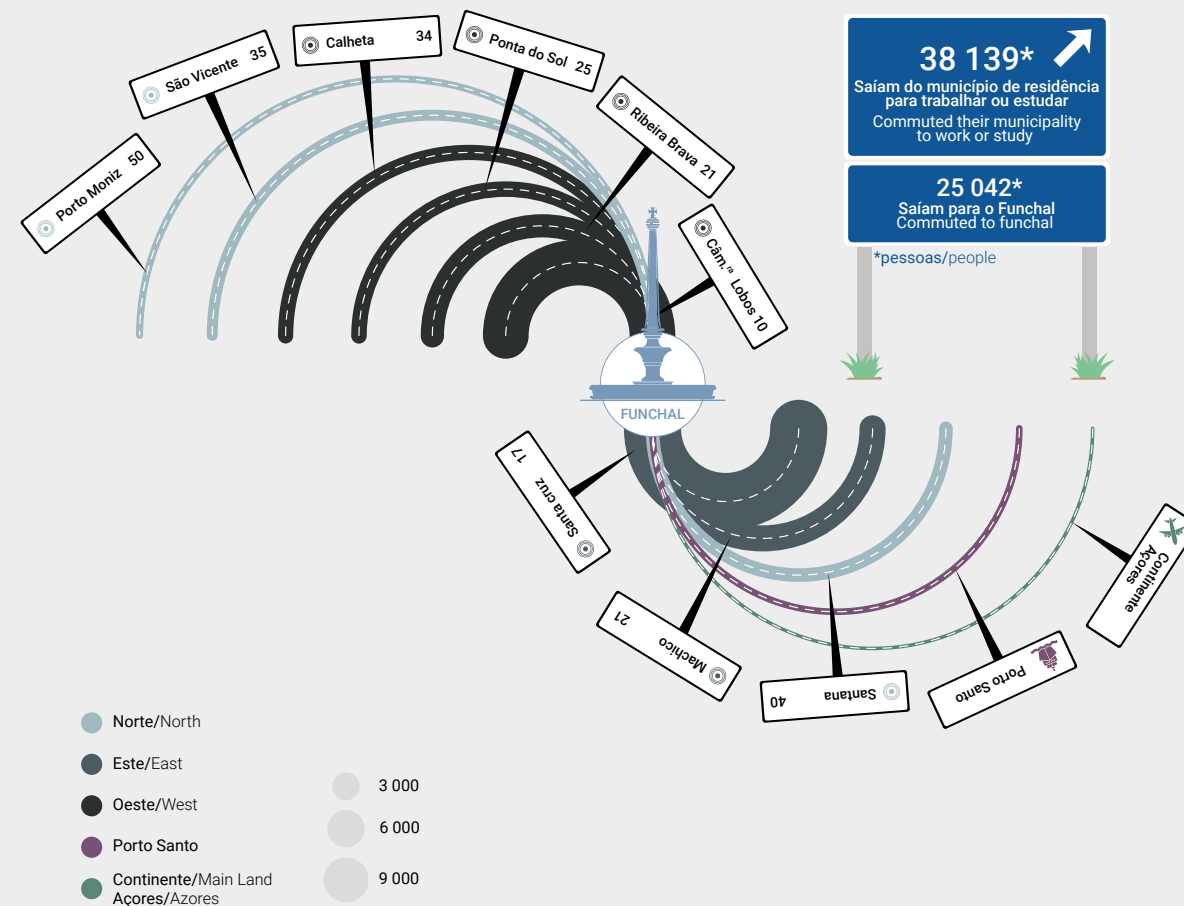 Porto Moniz 50
São Vicente 35
Calheta 34
Ponta do Sol 25
Ribeira Brava 21
Câm.ʳᵃ Lobos 10
38 139*
Saíam do município de residência
para trabalhar ou estudar
Commuted their municipality
to work or study
25 042*
Saíam para o Funchal
Commuted to funchal
*pessoas/people
FUNCHAL
Santa cruz 17
Machico 21
Santana 40
Porto Santo
Continente
Açores
Norte/North
Este/East
Oeste/West
Porto Santo
Continente/Main Land
Açores/Azores
3 000
6 000
9 000